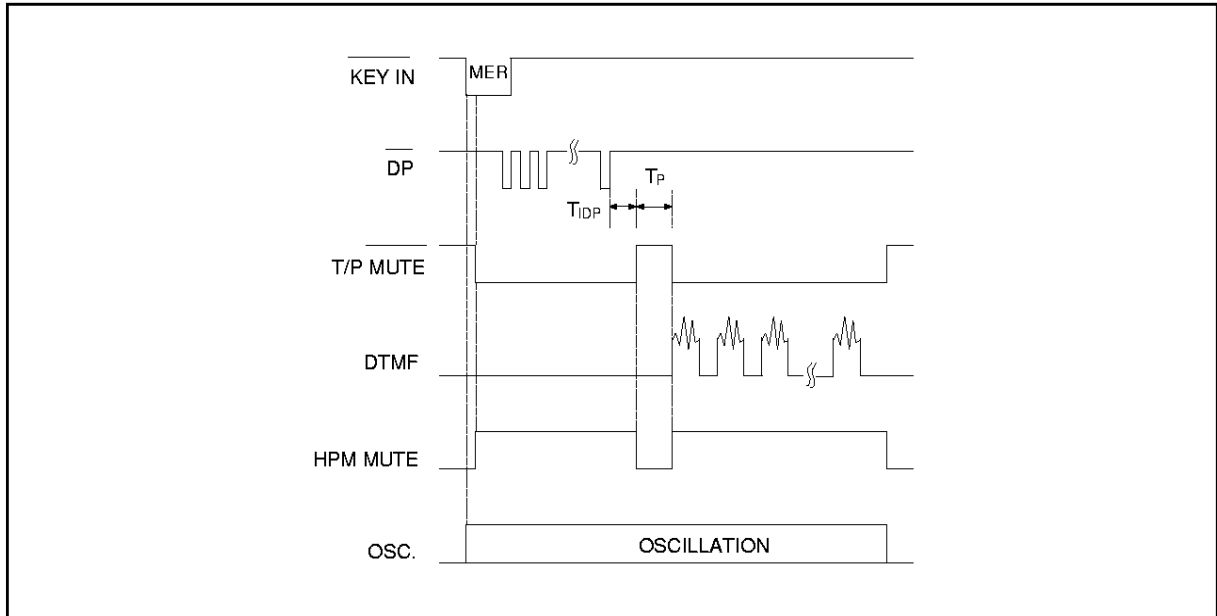 KEY IN
MER
DP
TP
TIDP
T/P MUTE
DTMF
HPM MUTE
OSC.
OSCILLATION